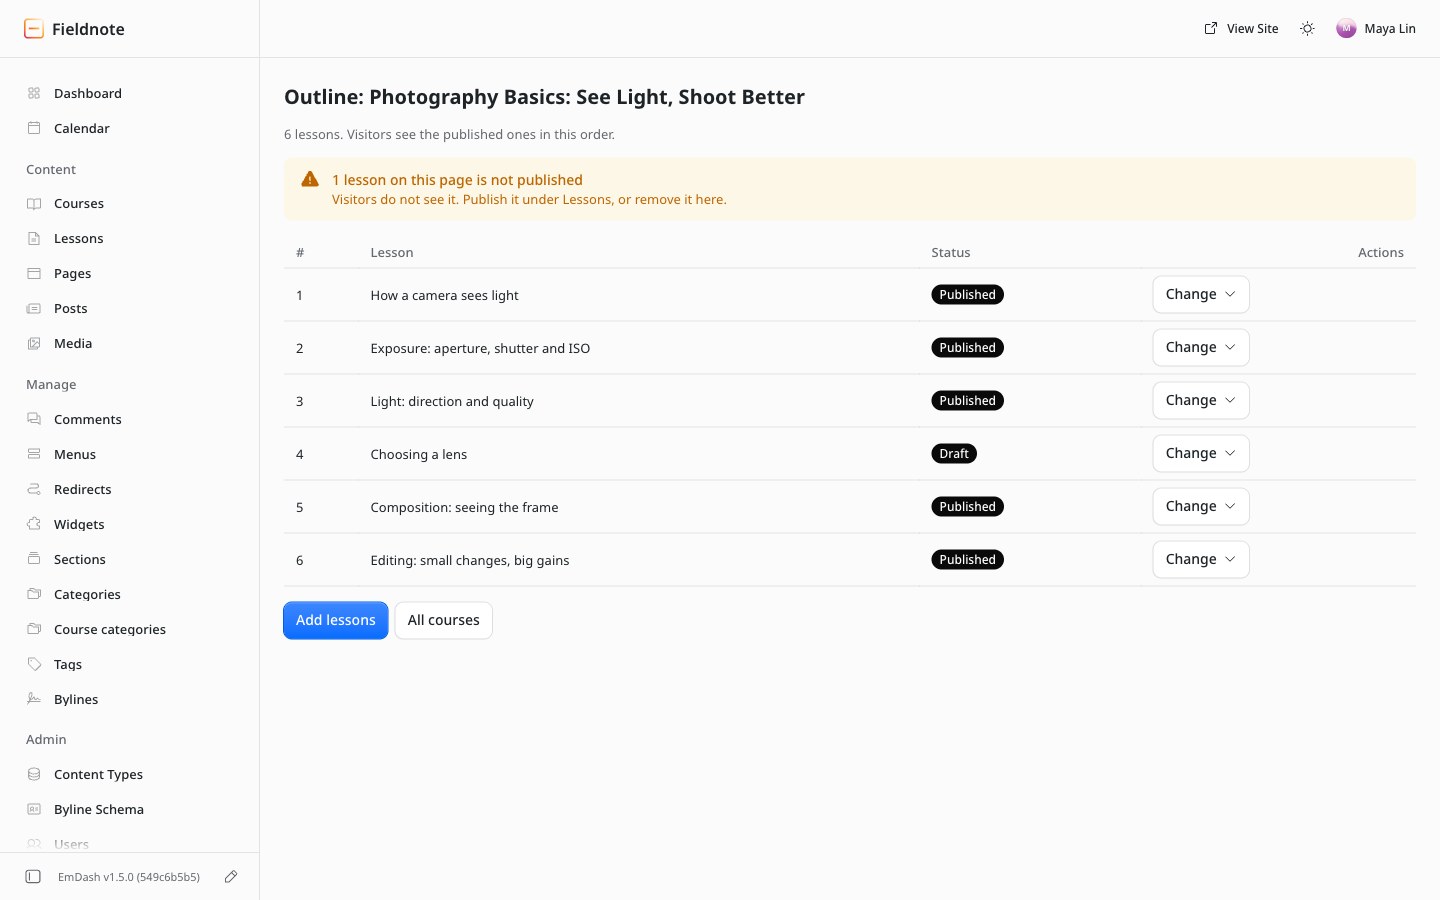 Fieldnote
View Site
M
Maya Lin
Dashboard
Calendar
Content
Courses
Lessons
Pages
Posts
Media
Manage
Comments
Menus
Redirects
Widgets
Sections
Categories
Course categories
Tags
Bylines
Admin
Content Types
Byline Schema
Users
EmDash v1.5.0 (549c6b5b5)
Outline: Photography Basics: See Light, Shoot Better
6 lessons. Visitors see the published ones in this order.
1 lesson on this page is not published
Visitors do not see it. Publish it under Lessons, or remove it here.
# Lesson Status Actions
1 How a camera sees light Published Change
2 Exposure: aperture, shutter and ISO Published Change
3 Light: direction and quality Published Change
4 Choosing a lens Draft Change
5 Composition: seeing the frame Published Change
6 Editing: small changes, big gains Published Change
Add lessons All courses